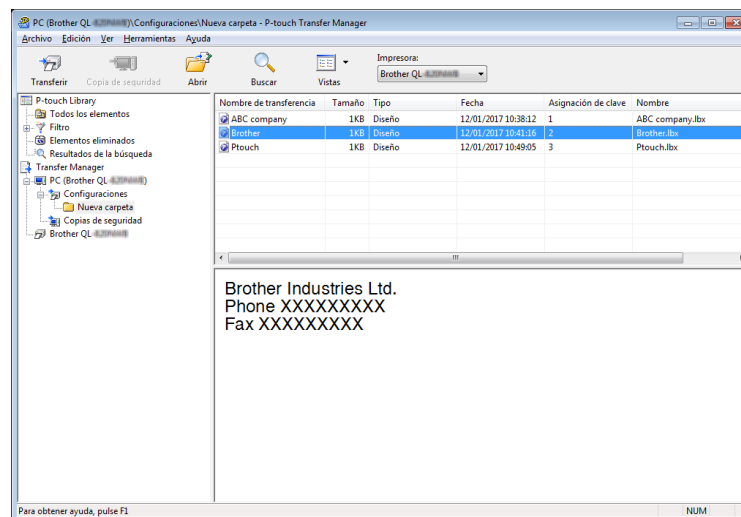 PC (Brother QL-)\Configuraciones\Nueva carpeta - P-touch Transfer Manager
Archivo Edición Ver Herramientas Ayuda
Impresora:
Brother QL-
Transferir Copia de seguridad Abrir Buscar Vistas
P-touch Library
Todos los elementos
Filtro
Elementos eliminados
Resultados de la búsqueda
Transfer Manager
PC (Brother QL-)
Configuraciones
Nueva carpeta
Copias de seguridad
Brother QL-
Nombre de transferencia Tamaño Tipo Fecha Asignación de clave Nombre
ABC company 1KB Diseño 12/01/2017 10:38:12 1 ABC company.lbx
Brother 1KB Diseño 12/01/2017 10:41:16 2 Brother.lbx
Ptouch 1KB Diseño 12/01/2017 10:49:05 3 Ptouch.lbx
Brother Industries Ltd.
Phone XXXXXXXXX
Fax XXXXXXXXX
Para obtener ayuda, pulse F1 NUM